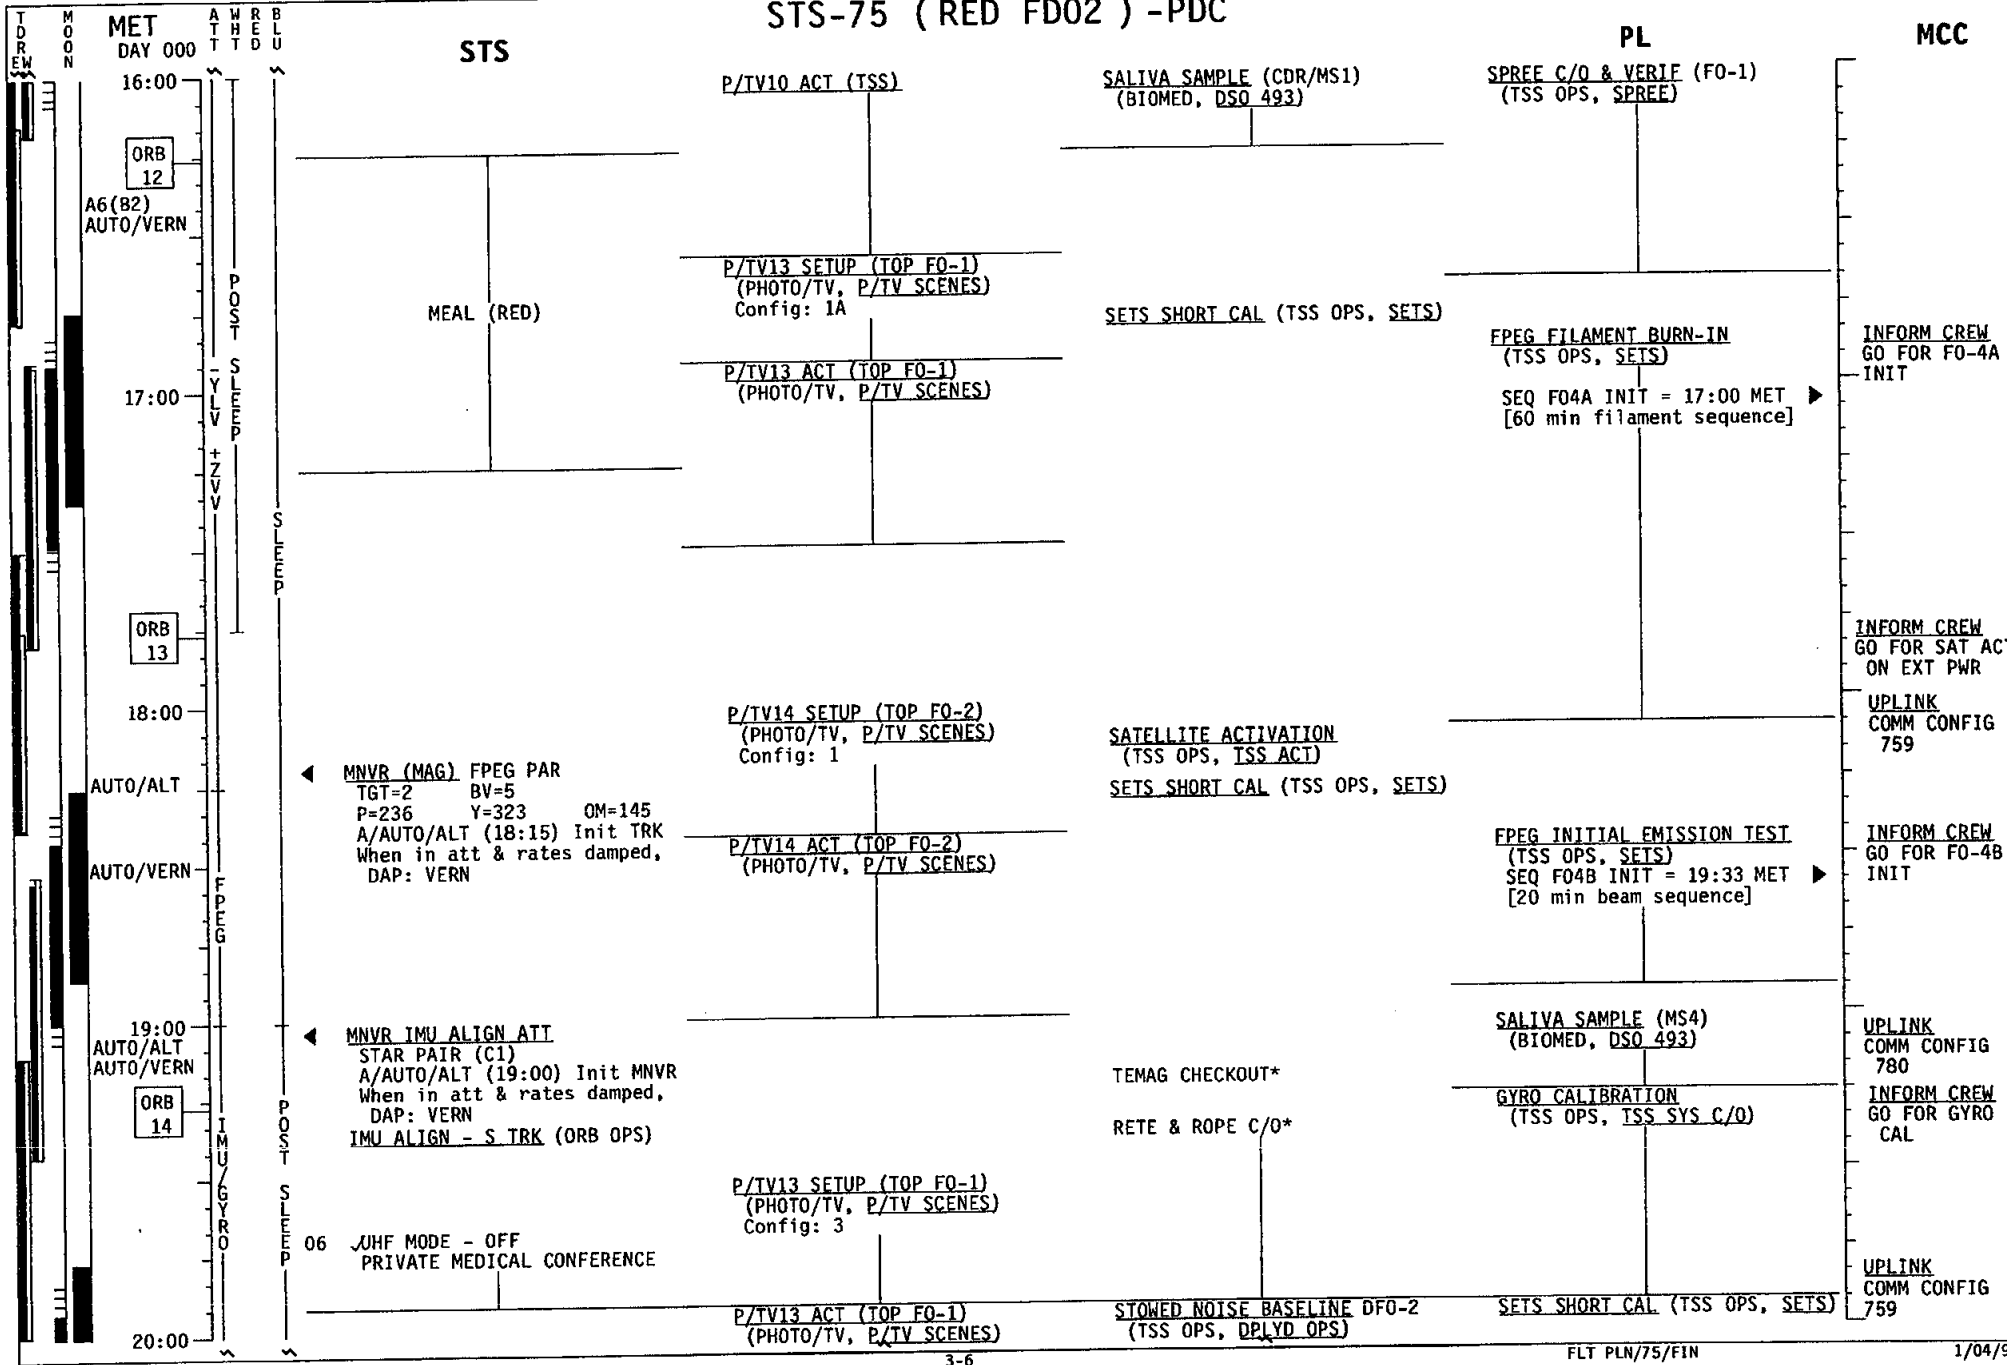 STS-75 ( RED FD02 ) -PDC
TDRE W
MOON
MET
DAY 000
ATT
WHT
RED
BLU
STS
PL
MCC
16:00
P/TV10 ACT (TSS)
SALIVA SAMPLE (CDR/MS1)
(BIOMED, DSO 493)
SPREE C/O & VERIF (FO-1)
(TSS OPS, SPREE)
ORB
12
A6(B2)
AUTO/VERN
POST SLEEP
P/TV13 SETUP (TOP FO-1)
(PHOTO/TV, P/TV SCENES)
Config: 1A
MEAL (RED)
SETS SHORT CAL (TSS OPS, SETS)
FPEG FILAMENT BURN-IN
(TSS OPS, SETS)
INFORM CREW
GO FOR FO-4A
INIT
P/TV13 ACT (TOP FO-1)
(PHOTO/TV, P/TV SCENES)
17:00
SEQ FO4A INIT = 17:00 MET
[60 min filament sequence]
-YLV +ZVV
SLEEP
ORB
13
INFORM CREW
GO FOR SAT ACT
ON EXT PWR
UPLINK
COMM CONFIG
759
18:00
P/TV14 SETUP (TOP FO-2)
(PHOTO/TV, P/TV SCENES)
Config: 1
SATELLITE ACTIVATION
(TSS OPS, TSS ACT)
SETS SHORT CAL (TSS OPS, SETS)
AUTO/ALT
MNVR (MAG) FPEG PAR
TGT=2 BV=5
P=236 Y=323 OM=145
A/AUTO/ALT (18:15) Init TRK
When in att & rates damped,
DAP: VERN
P/TV14 ACT (TOP FO-2)
(PHOTO/TV, P/TV SCENES)
FPEG INITIAL EMISSION TEST
(TSS OPS, SETS)
SEQ FO4B INIT = 19:33 MET
[20 min beam sequence]
INFORM CREW
GO FOR FO-4B
INIT
AUTO/VERN
FPEG
19:00
AUTO/ALT
AUTO/VERN
MNVR IMU ALIGN ATT
STAR PAIR (C1)
A/AUTO/ALT (19:00) Init MNVR
When in att & rates damped,
DAP: VERN
IMU ALIGN - S TRK (ORB OPS)
SALIVA SAMPLE (MS4)
(BIOMED, DSO 493)
UPLINK
COMM CONFIG
780
TEMAG CHECKOUT*
RETE & ROPE C/O*
GYRO CALIBRATION
(TSS OPS, TSS SYS C/O)
INFORM CREW
GO FOR GYRO
CAL
ORB
14
IMU/GYRO
POST SLEEP
P/TV13 SETUP (TOP FO-1)
(PHOTO/TV, P/TV SCENES)
Config: 3
06 ✓UHF MODE - OFF
PRIVATE MEDICAL CONFERENCE
UPLINK
COMM CONFIG
759
20:00
P/TV13 ACT (TOP FO-1)
(PHOTO/TV, P/TV SCENES)
STOWED NOISE BASELINE DFO-2
(TSS OPS, DPLYD OPS)
SETS SHORT CAL (TSS OPS, SETS)
3-6
FLT PLN/75/FIN
1/04/9